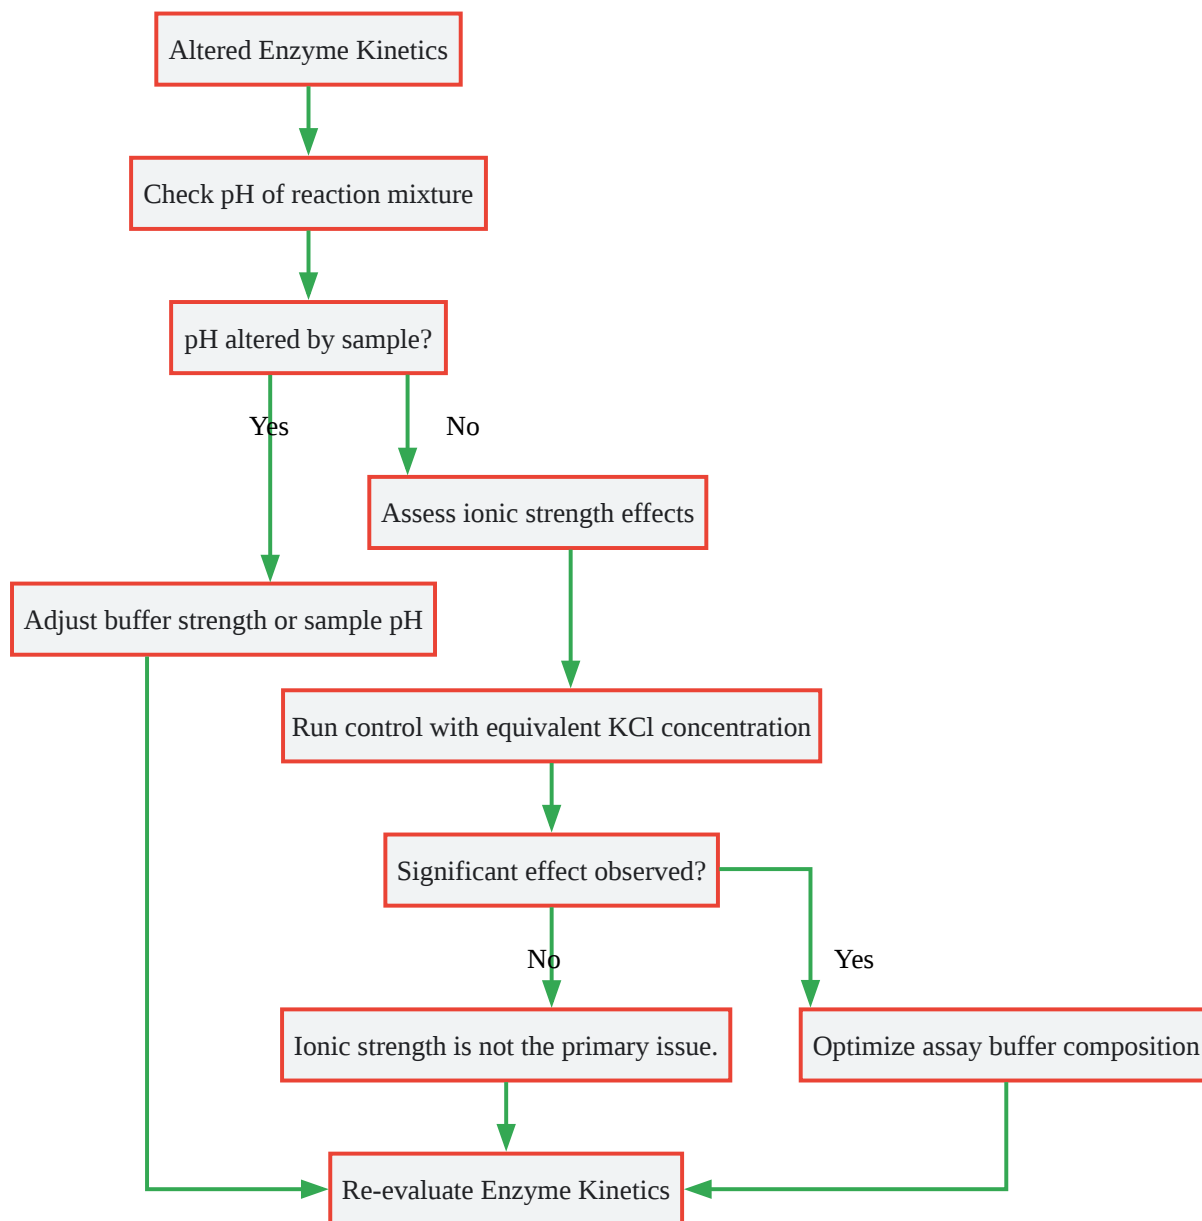 Altered Enzyme Kinetics
Check pH of reaction mixture
pH altered by sample?
Yes
No
Assess ionic strength effects
Adjust buffer strength or sample pH
Run control with equivalent KCl concentration
Significant effect observed?
No
Yes
Ionic strength is not the primary issue.
Optimize assay buffer composition
Re-evaluate Enzyme Kinetics